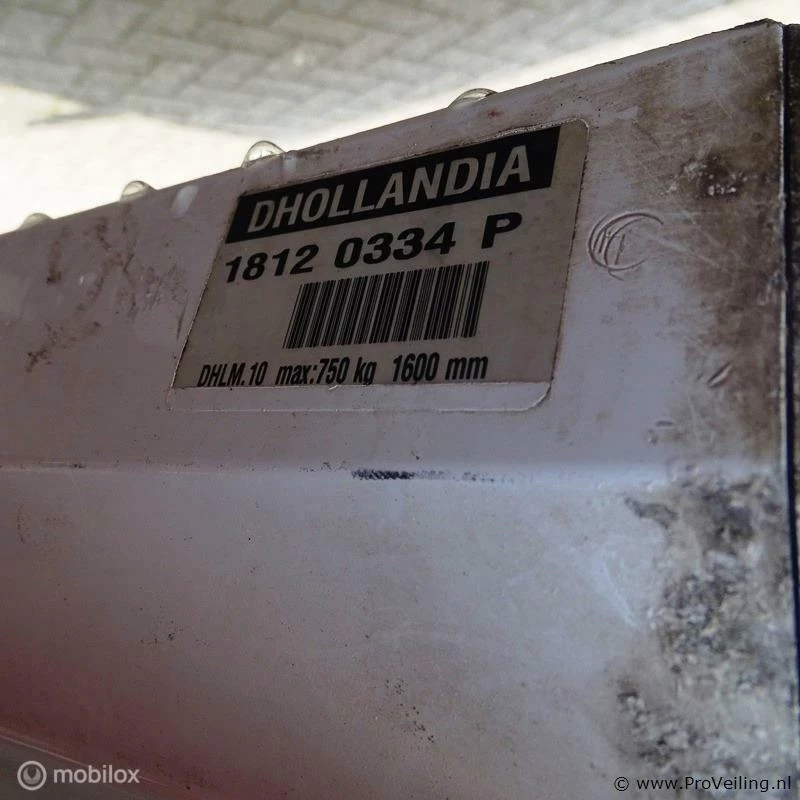 DHOLLANDIA
1812 0334 P
DHLM.10 max:750 kg 1600 mm
mobilox
© www.ProVeiling.nl